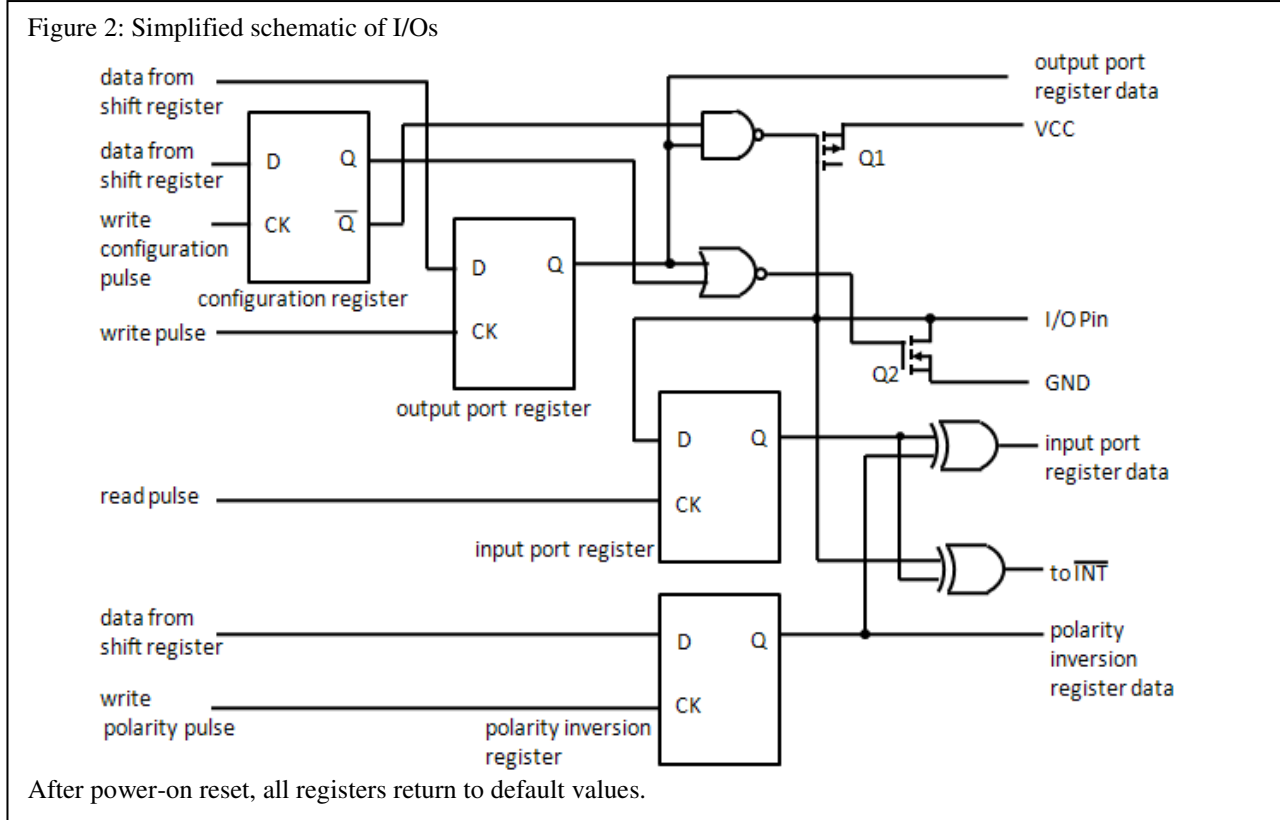 Figure 2: Simplified schematic of I/Os
data from
shift register
output port
register data
VCC
Q1
data from
shift register
D
Q
write
configuration
pulse
CK
Q
configuration register
D
Q
write pulse
CK
output port register
I/O Pin
Q2
GND
D
Q
input port
register data
read pulse
CK
input port register
to INT
data from
shift register
D
Q
polarity
inversion
register data
write
polarity pulse
CK
polarity inversion
register
After power-on reset, all registers return to default values.